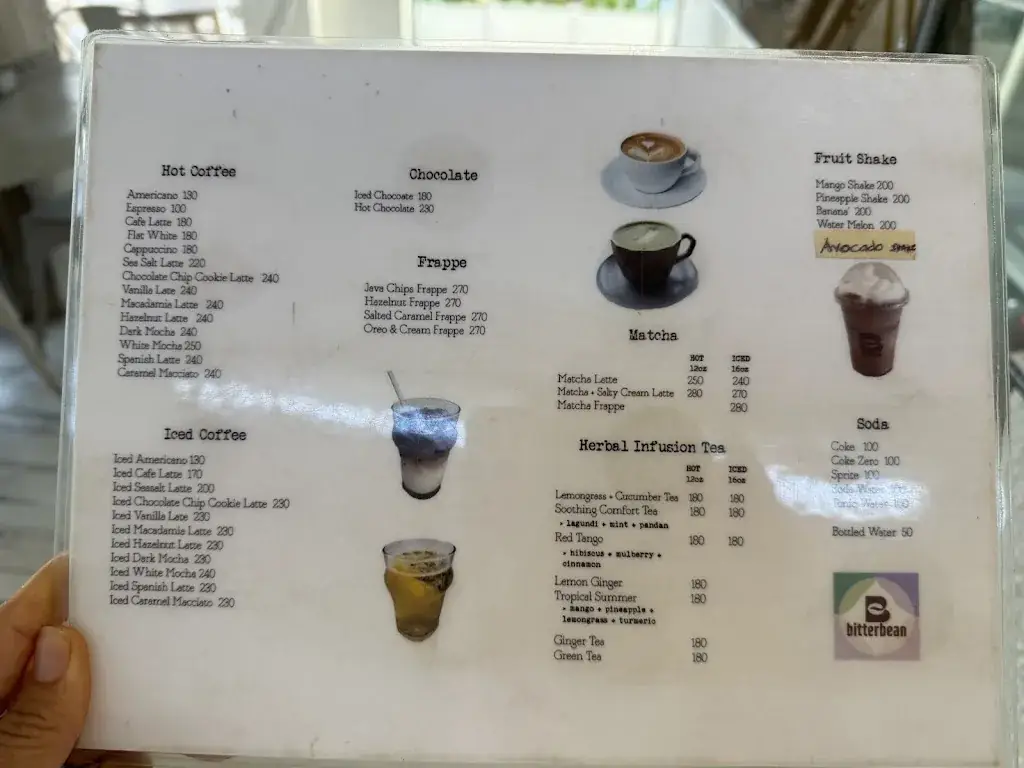 Hot Coffee
Americano 130
Espresso 100
Cafe Latte 180
Flat White 180
Cappuccino 180
Sea Salt Latte 220
Chocolate Chip Cookie Latte 240
Vanilla Late 240
Macadamia Latte 240
Hazelnut Latte 240
Dark Mocha 240
White Mocha 250
Spanish Latte 240
Caramel Macciato 240
Iced Coffee
Iced Americano 130
Iced Cafe Latte 170
Iced Seasalt Latte 200
Iced Chocolate Chip Cookie Latte 230
Iced Vanilla Late 230
Iced Macadamia Latte 230
Iced Hazelnut Latte 230
Iced Dark Mocha 230
Iced White Mocha 240
Iced Spanish Latte 230
Iced Caramel Macciato 230
Chocolate
Iced Chocoate 180
Hot Chocolate 230
Frappe
Java Chips Frappe 270
Hazelnut Frappe 270
Salted Caramel Frappe 270
Oreo & Cream Frappe 270
Matcha
HOT ICED
12oz 16oz
Matcha Latte 250 240
Matcha + Salty Cream Latte 280 270
Matcha Frappe 280
Herbal Infusion Tea
HOT ICED
12oz 16oz
Lemongrass + Cucumber Tea 180 180
Soothing Comfort Tea 180 180
+ lagundi + mint + pandan
Red Tango 180 180
+ hibiscus + mulberry +
cinnamon
Lemon Ginger 180
Tropical Summer 180
+ mango + pineapple +
lemongrass + turmeric
Ginger Tea 180
Green Tea 180
Fruit Shake
Mango Shake 200
Pineapple Shake 200
Banana' 200
Water Malon 200
Avocado Shake
Soda
Coke 100
Coke Zero 100
Sprite 100
Soda Water 100
Tonic Water 100
Bottled Water 50
B
bitterbean